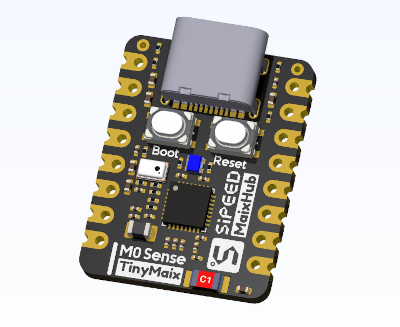 Boot Reset
SiPEED
MaixHub
M0 Sense
TinyMaix
C1